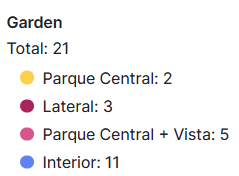 Garden
Total: 21
Parque Central: 2
Lateral: 3
Parque Central + Vista: 5
Interior: 11